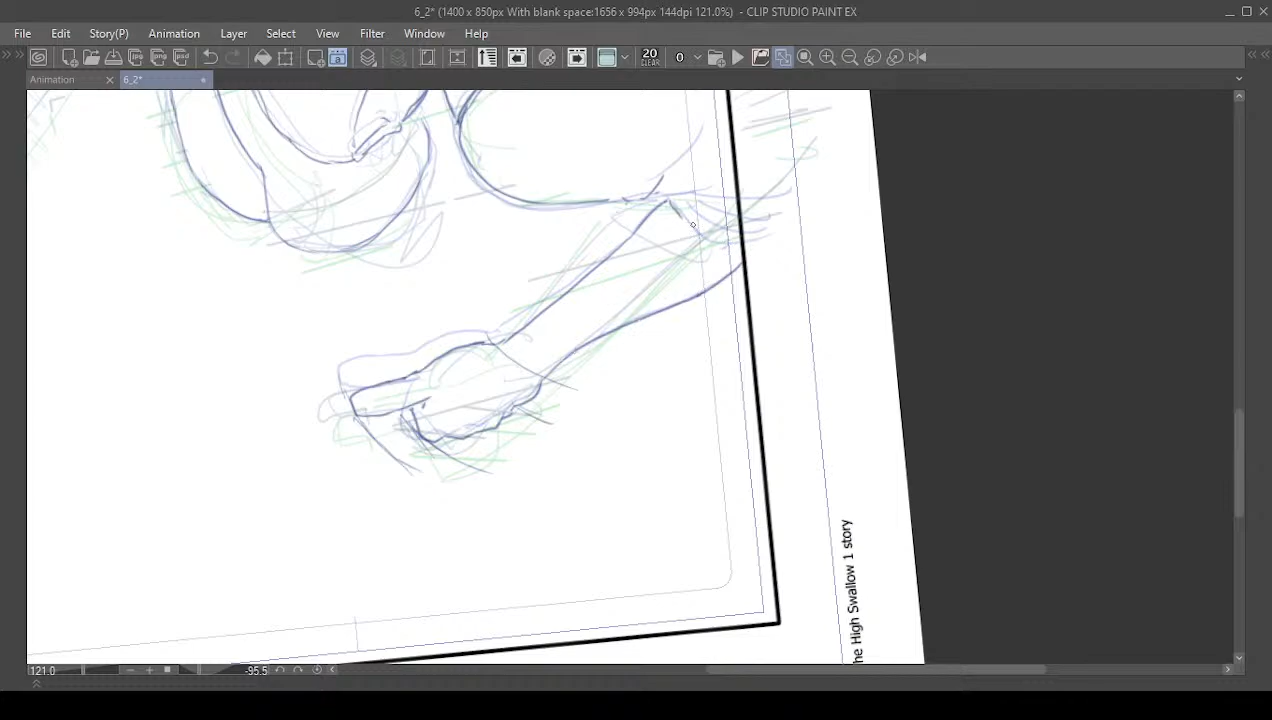 6_2* (1400 x 850px With blank space:1656 x 994px 144dpi 121.0%) - CLIP STUDIO PAINT EX
File Edit Story(P) Animation Layer Select View Filter Window Help
20 CLEAR 0
Animation 6_2*
he High Swallow 1 story
121.0 -95.5